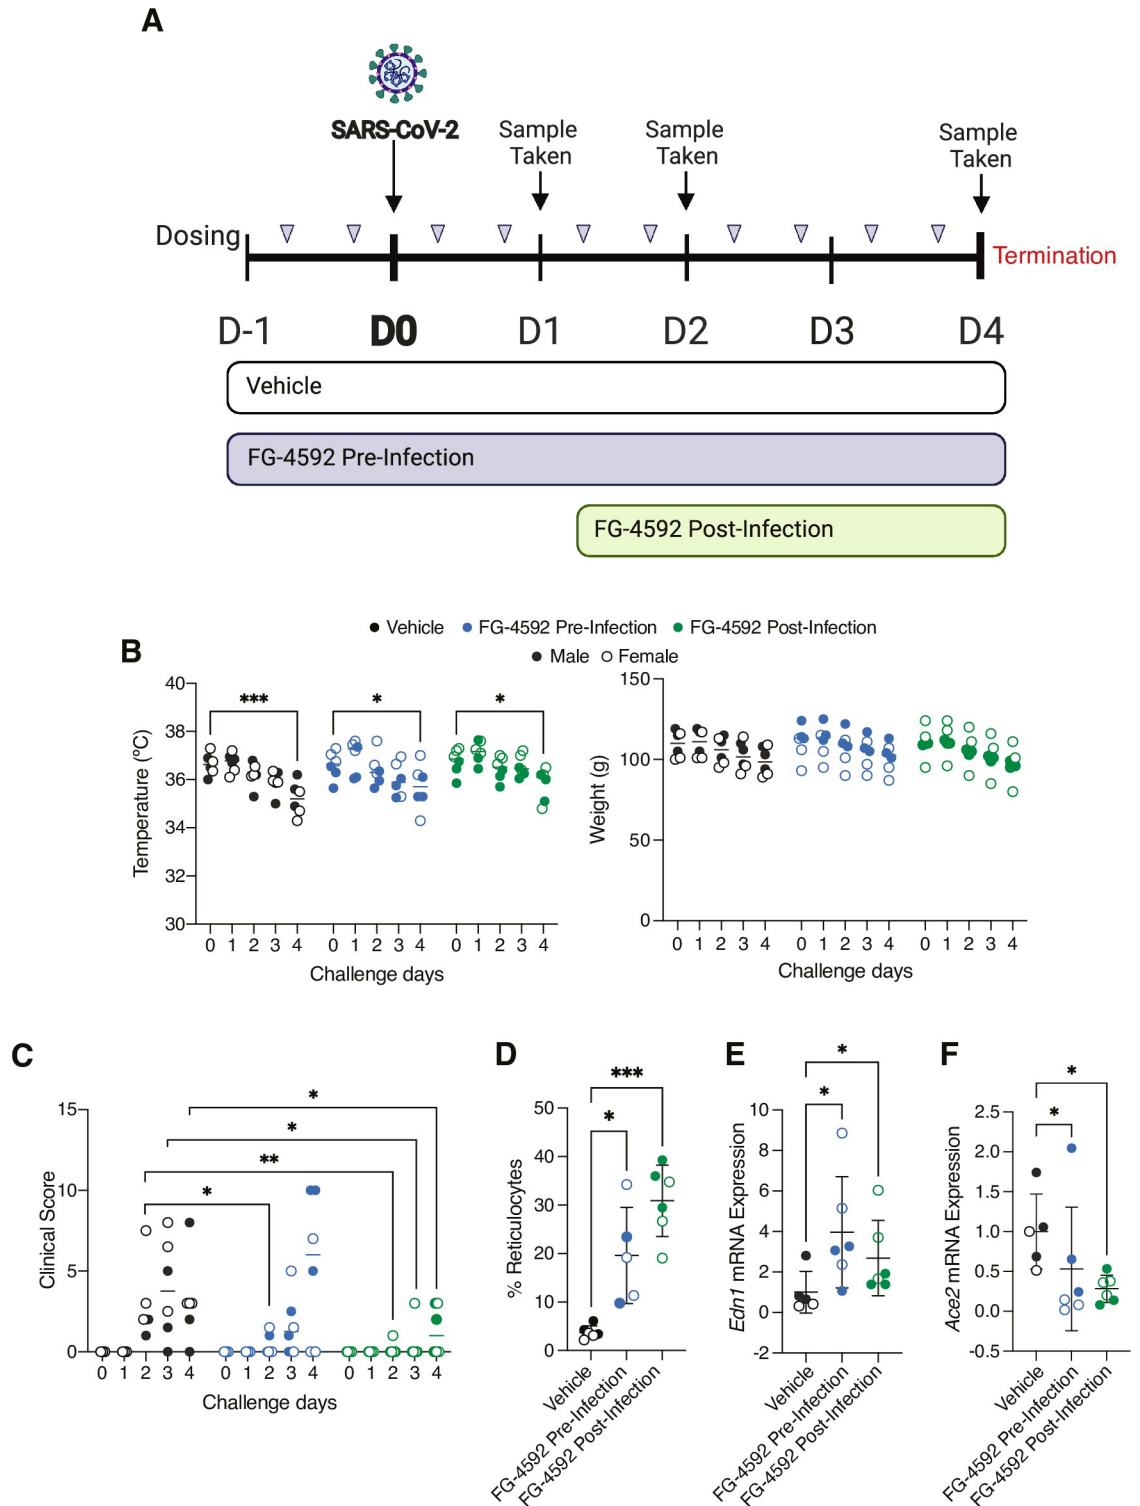 A
SARS-CoV-2
Sample
Taken
Sample
Taken
Sample
Taken
Dosing
Termination
D-1 D0 D1 D2 D3 D4
Vehicle
FG-4592 Pre-Infection
FG-4592 Post-Infection
B
Vehicle FG-4592 Pre-Infection FG-4592 Post-Infection
Male Female
Temperature (ºC)
40
38
36
34
32
30
*** * *
0 1 2 3 4 0 1 2 3 4 0 1 2 3 4
Challenge days
Weight (g)
150
100
50
0
0 1 2 3 4 0 1 2 3 4 0 1 2 3 4
Challenge days
C
Clinical Score
15
10
5
0
*
*
**
*
0 1 2 3 4 0 1 2 3 4 0 1 2 3 4
Challenge days
D
% Reticulocytes
50
40
30
20
10
0
***
*
Vehicle
FG-4592 Pre-Infection
FG-4592 Post-Infection
E
Edn1 mRNA Expression
10
8
6
4
2
0
-2
*
*
Vehicle
FG-4592 Pre-Infection
FG-4592 Post-Infection
F
Ace2 mRNA Expression
2.5
2.0
1.5
1.0
0.5
0.0
-0.5
*
*
Vehicle
FG-4592 Pre-Infection
FG-4592 Post-Infection